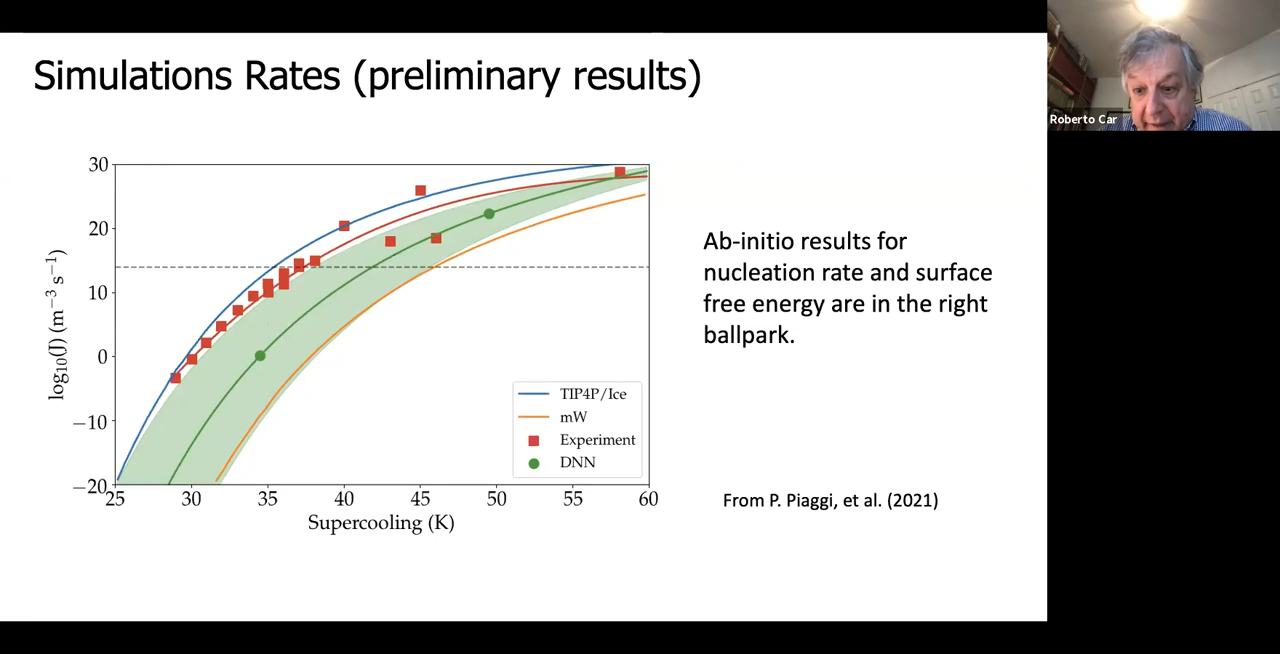 Simulations Rates (preliminary results)
Roberto Car
30
20
10
0
−10
−20
25
30
35
40
45
50
55
60
log10(J) (m−3 s−1)
Supercooling (K)
TIP4P/Ice
mW
Experiment
DNN
Ab-initio results for
nucleation rate and surface
free energy are in the right
ballpark.
From P. Piaggi, et al. (2021)